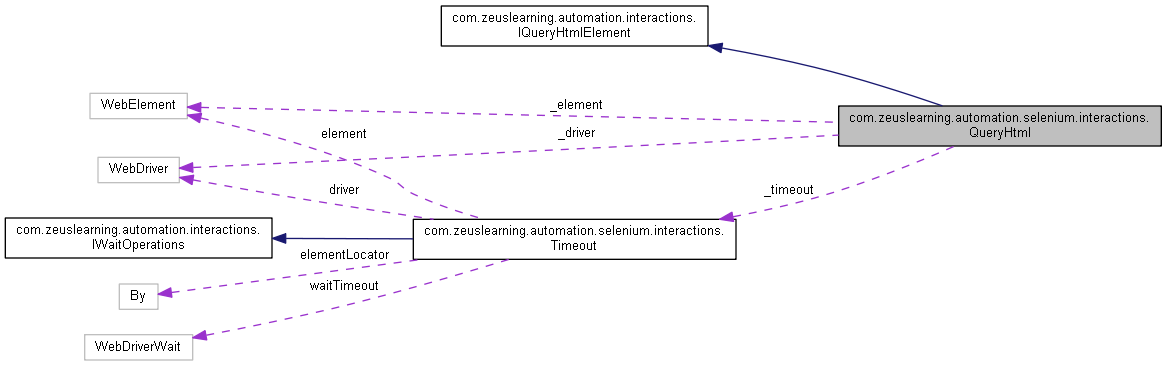 com.zeuslearning.automation.interactions.
IQueryHtmlElement
WebElement
_element
com.zeuslearning.automation.selenium.interactions.
QueryHtml
element
_driver
WebDriver
driver
_timeout
com.zeuslearning.automation.interactions.
IWaitOperations
com.zeuslearning.automation.selenium.interactions.
Timeout
elementLocator
By
waitTimeout
WebDriverWait